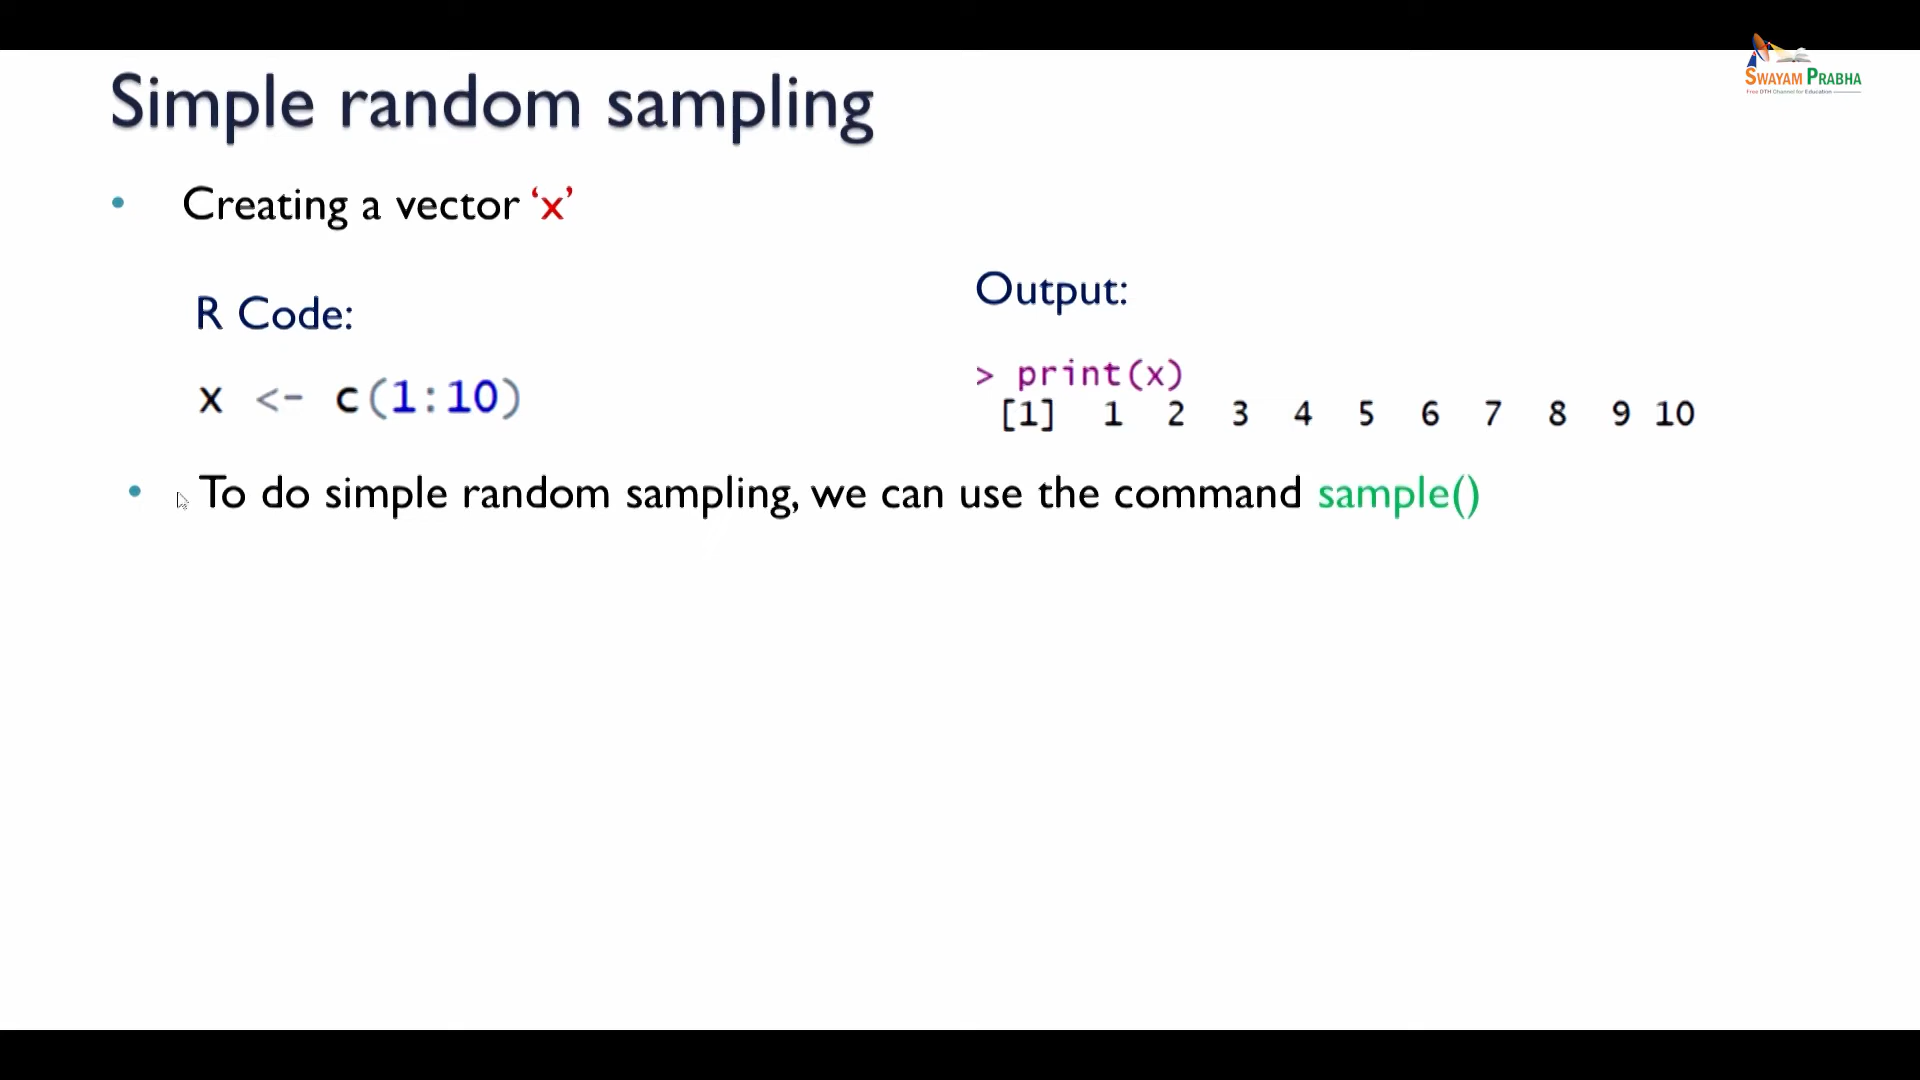 SWAYAM PRABHA
Free DTH Channel for Education
Simple random sampling
• Creating a vector ‘x’
R Code:
x <- c(1:10)
Output:
> print(x)
[1] 1 2 3 4 5 6 7 8 9 10
• To do simple random sampling, we can use the command sample()